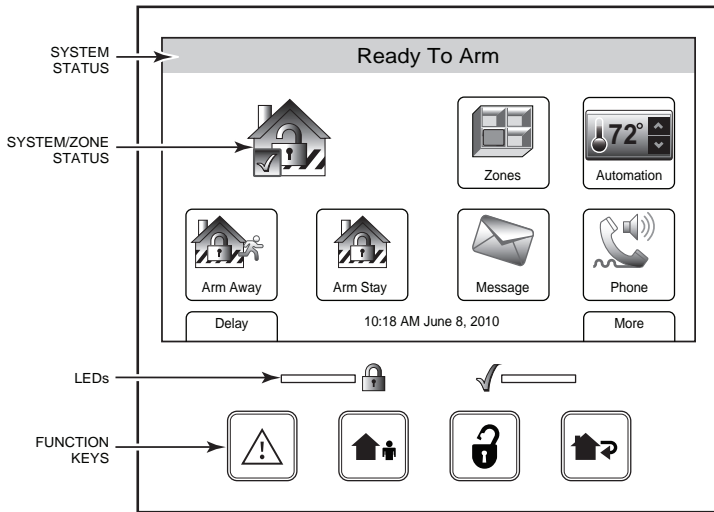 SYSTEM
STATUS
Ready To Arm
SYSTEM/ZONE
STATUS
72°
Zones
Automation
Arm Away
Arm Stay
Message
Phone
Delay
10:18 AM June 8, 2010
More
LEDs
FUNCTION
KEYS